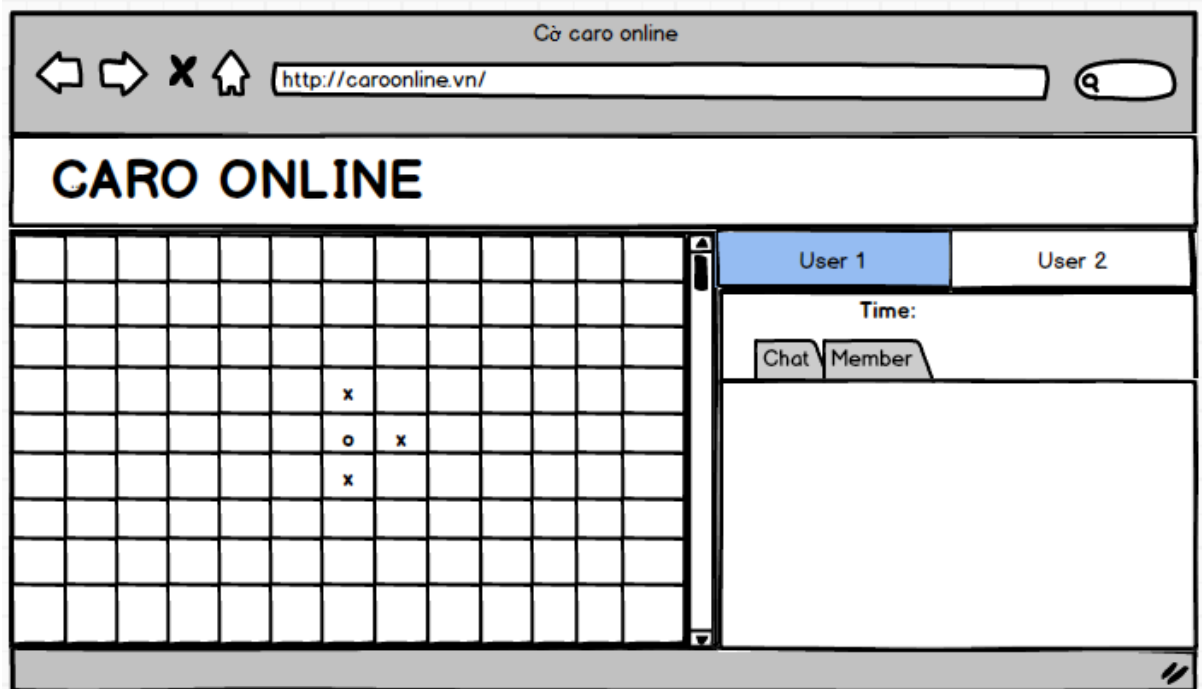 Cờ caro online
http://caroonline.vn/
CARO ONLINE
User 1 User 2
Time:
Chat Member
x
o x
x